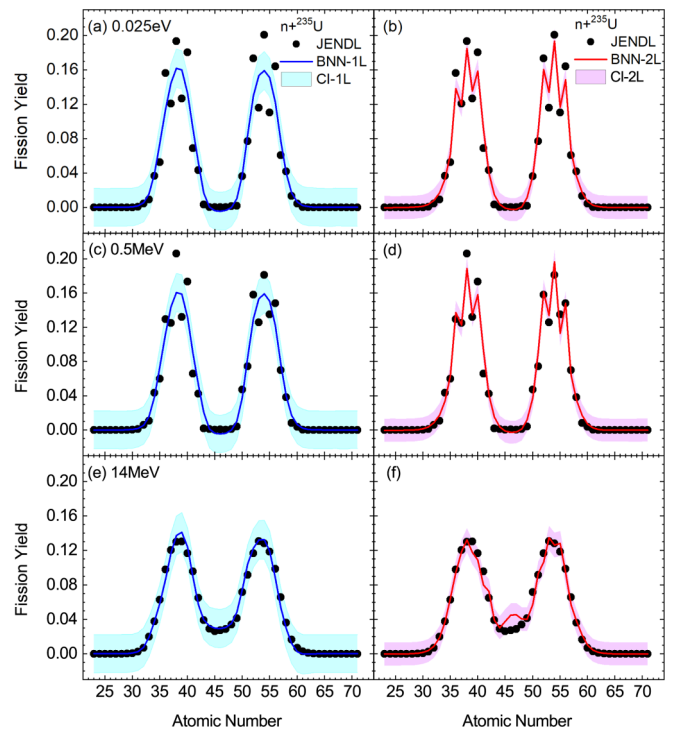 (a) 0.025eV
n+²³⁵U
JENDL
BNN-1L
CI-1L
(b)
n+²³⁵U
JENDL
BNN-2L
CI-2L
Fission Yield
0.20
0.16
0.12
0.08
0.04
0.00
(c) 0.5MeV
(d)
Fission Yield
0.20
0.16
0.12
0.08
0.04
0.00
(e) 14MeV
(f)
Fission Yield
0.20
0.16
0.12
0.08
0.04
0.00
25 30 35 40 45 50 55 60 65 70
25 30 35 40 45 50 55 60 65 70
Atomic Number
Atomic Number